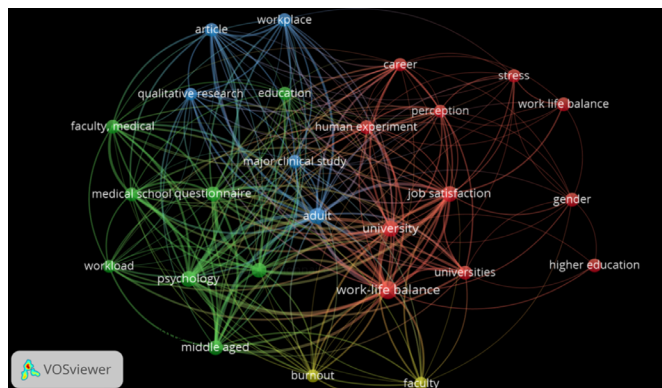 workplace
article
career
stress
qualitative research
education
work life balance
perception
faculty, medical
human experiment
major clinical study
medical school questionnaire
job satisfaction
gender
adult
university
workload
psychology
universities
higher education
work-life balance
middle aged
burnout
faculty
VOSviewer